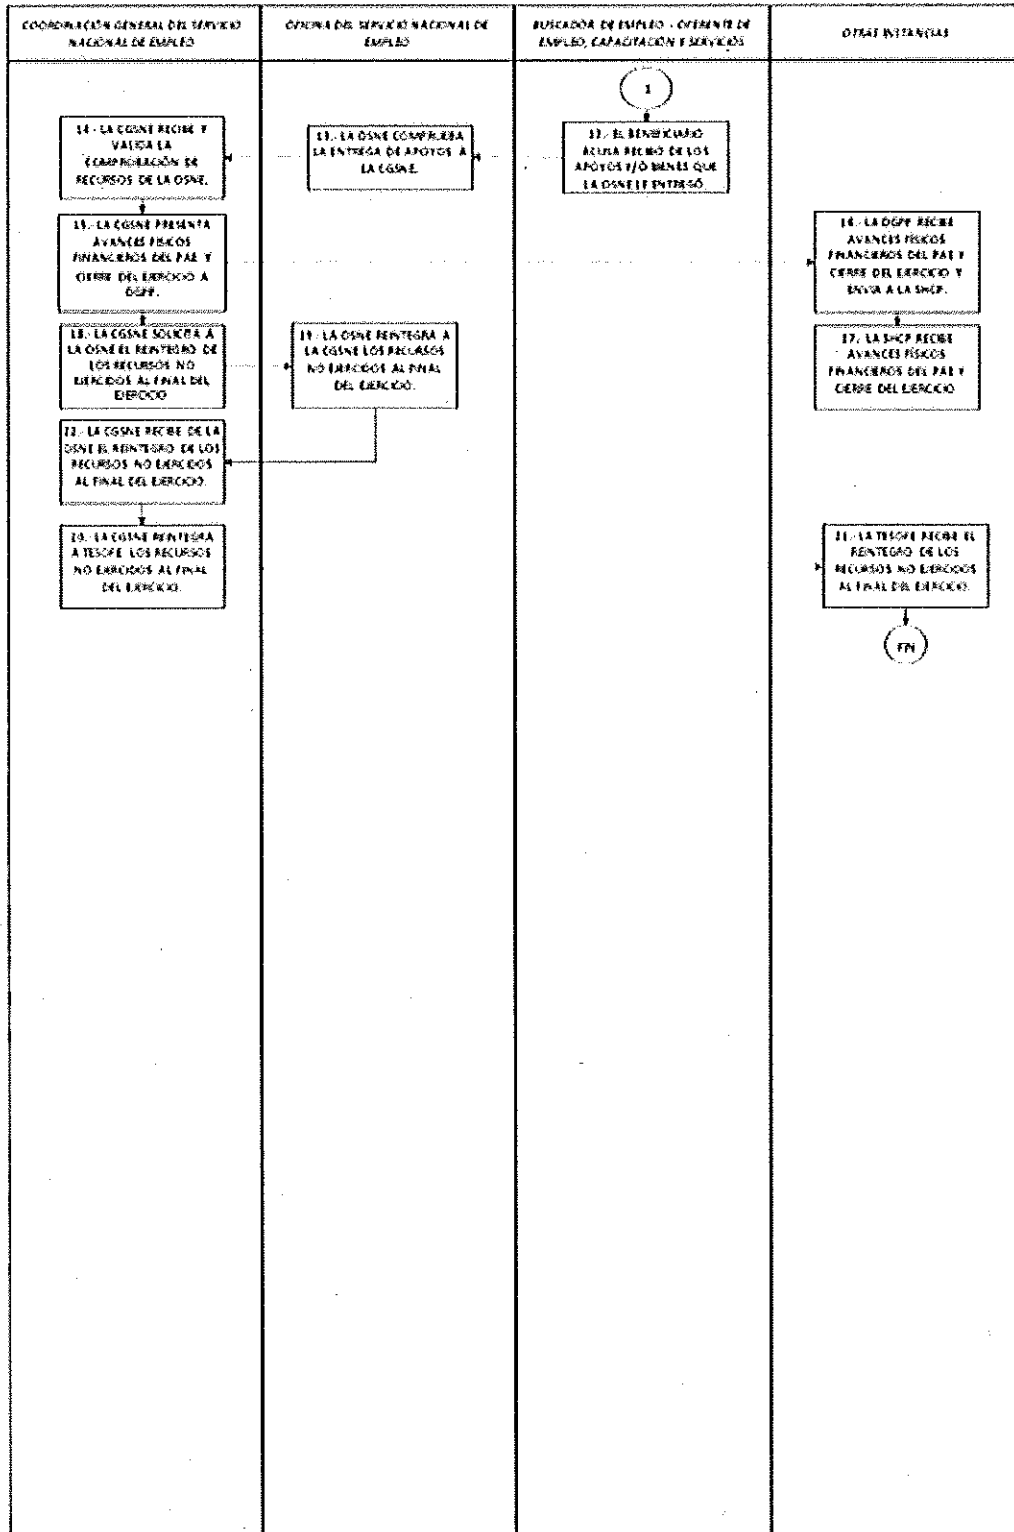 COORDINACIÓN GENERAL DEL SERVICIO
NACIONAL DE EMPLEO
OFICINA DEL SERVICIO NACIONAL DE
EMPLEO
BUSCADOR DE EMPLEO - OFERENTE DE
EMPLEO, CAPACITACIÓN Y SERVICIOS
OTRAS INSTANCIAS
1
14.- LA CGSNE RECIBE Y
VALIDA LA
COMPROBACIÓN DE
RECURSOS DE LA OSNE.
13.- LA OSNE COMPRUEBA
LA ENTREGA DE APOYOS A
LA CGSNE.
12.- EL BENEFICIARIO
ACUSA RECIBO DE LOS
APOYOS Y/O BIENES QUE
LA OSNE LE ENTREGÓ.
15.- LA CGSNE PRESENTA
AVANCES FÍSICOS
FINANCIEROS DEL PAE Y
CIERRE DEL EJERCICIO A
DGPP.
16.- LA DGPP RECIBE
AVANCES FÍSICOS
FINANCIEROS DEL PAE Y
CIERRE DEL EJERCICIO Y
ENVÍA A LA SHCP.
18.- LA CGSNE SOLICITA A
LA OSNE EL REINTEGRO DE
LOS RECURSOS NO
EJERCIDOS AL FINAL DEL
EJERCICIO
19.- LA OSNE REINTEGRA A
LA CGSNE LOS RECURSOS
NO EJERCIDOS AL FINAL
DEL EJERCICIO.
17.- LA SHCP RECIBE
AVANCES FÍSICOS
FINANCIEROS DEL PAE Y
CIERRE DEL EJERCICIO
22.- LA CGSNE RECIBE DE LA
OSNE EL REINTEGRO DE LOS
RECURSOS NO EJERCIDOS
AL FINAL DEL EJERCICIO.
20.- LA CGSNE REINTEGRA
A TESOFE LOS RECURSOS
NO EJERCIDOS AL FINAL
DEL EJERCICIO.
21.- LA TESOFE RECIBE EL
REINTEGRO DE LOS
RECURSOS NO EJERCIDOS
AL FINAL DEL EJERCICIO.
FIN